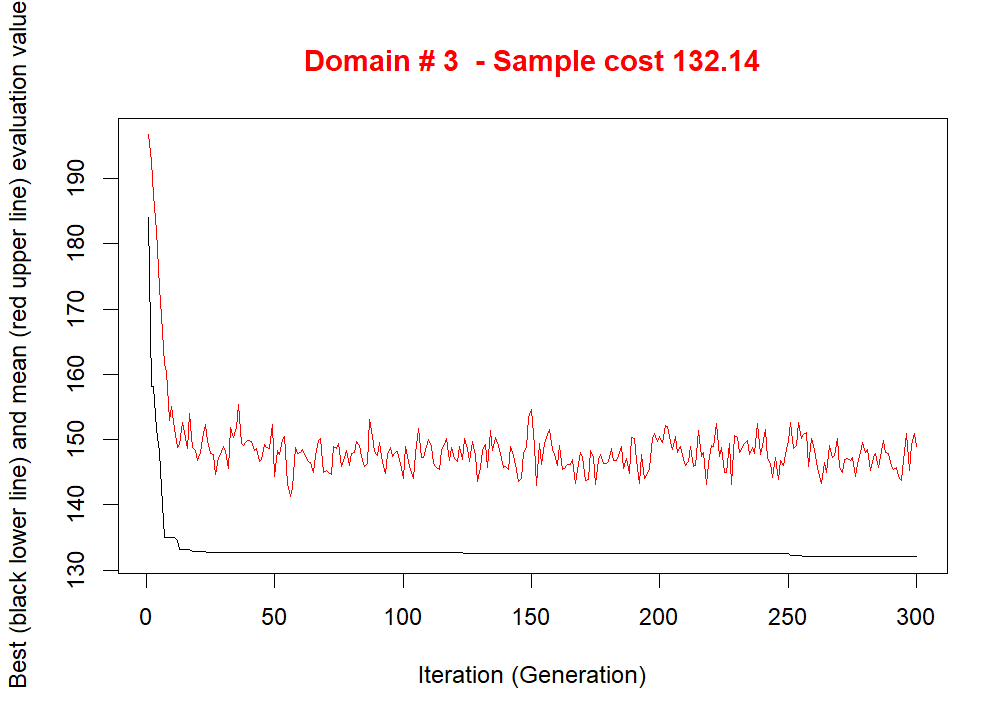 Domain # 3  - Sample cost 132.14
Best (black lower line) and mean (red upper line) evaluation value
190
180
170
160
150
140
130
0 50 100 150 200 250 300
Iteration (Generation)